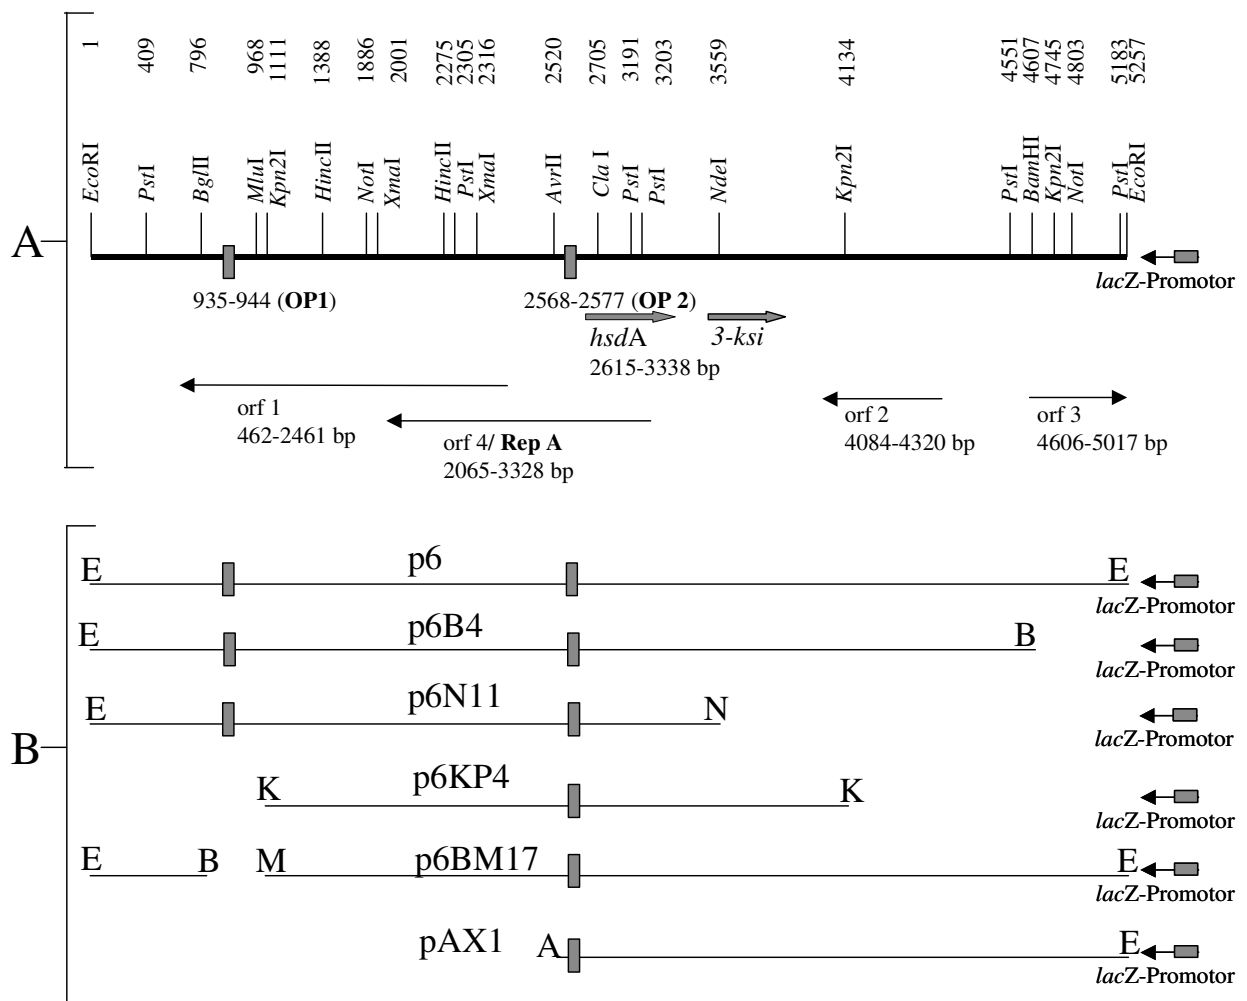 1 409 796 968 1111 1388 1886 2001 2275 2305 2316 2520 2705 3191 3203 3559 4134 4551 4607 4745 4803 5183 5257
EcoRI PstI BglII MluI Kpn2I HincII NotI XmaI HincII PstI XmaI AvrII Cla I PstI PstI NdeI Kpn2I PstI BamHI Kpn2I NotI PstI EcoRI
A
lacZ-Promotor
935-944 (OP1) 2568-2577 (OP 2)
hsdA 3-ksi
2615-3338 bp
orf 1
462-2461 bp
orf 4/ Rep A
2065-3328 bp
orf 2
4084-4320 bp
orf 3
4606-5017 bp
B
E p6 E
lacZ-Promotor
E p6B4 B
lacZ-Promotor
E p6N11 N
lacZ-Promotor
K p6KP4 K
lacZ-Promotor
E B M p6BM17 E
lacZ-Promotor
pAX1 A E
lacZ-Promotor